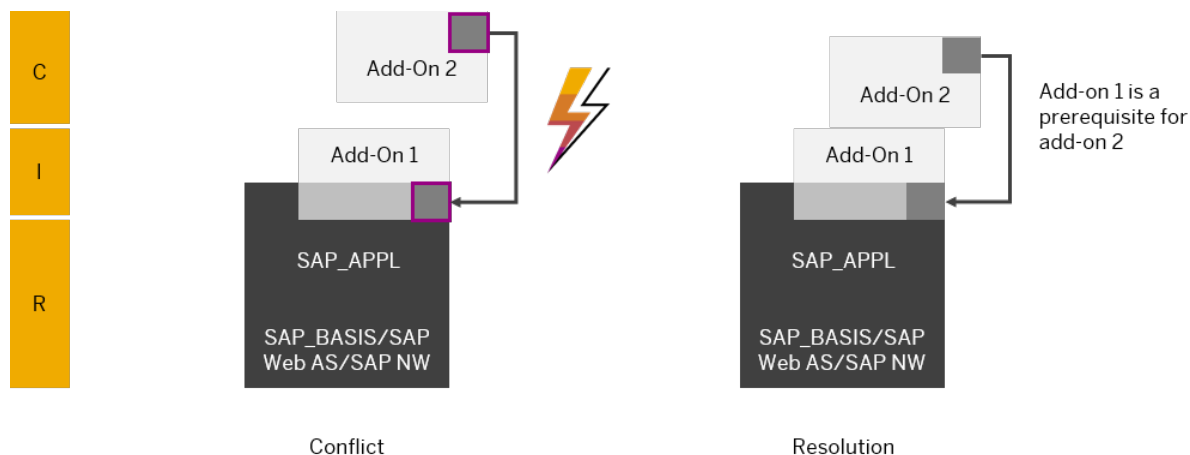 C
I
R
Add-On 2
Add-On 1
SAP_APPL
SAP_BASIS/SAP
Web AS/SAP NW
Conflict
Add-On 2
Add-On 1
SAP_APPL
SAP_BASIS/SAP
Web AS/SAP NW
Resolution
Add-on 1 is a
prerequisite for
add-on 2